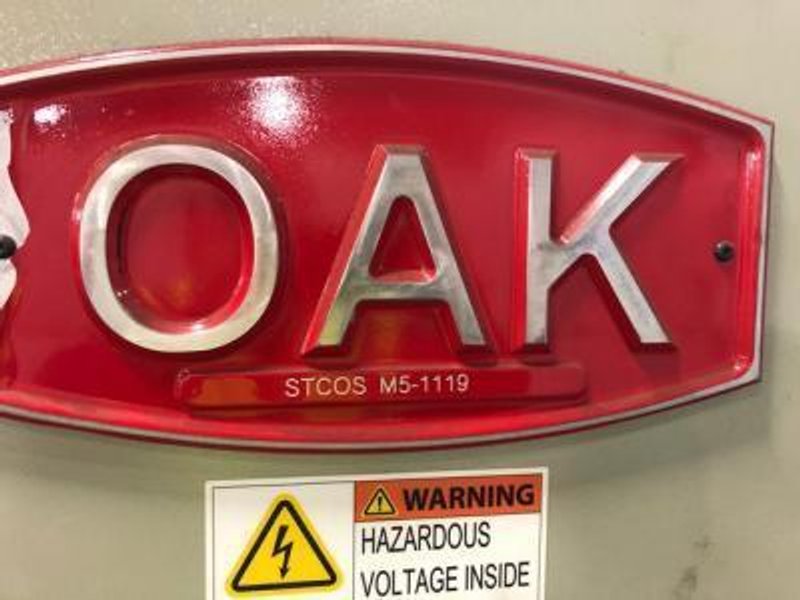 OAK
STCOS M5-1119
WARNING
HAZARDOUS
VOLTAGE INSIDE